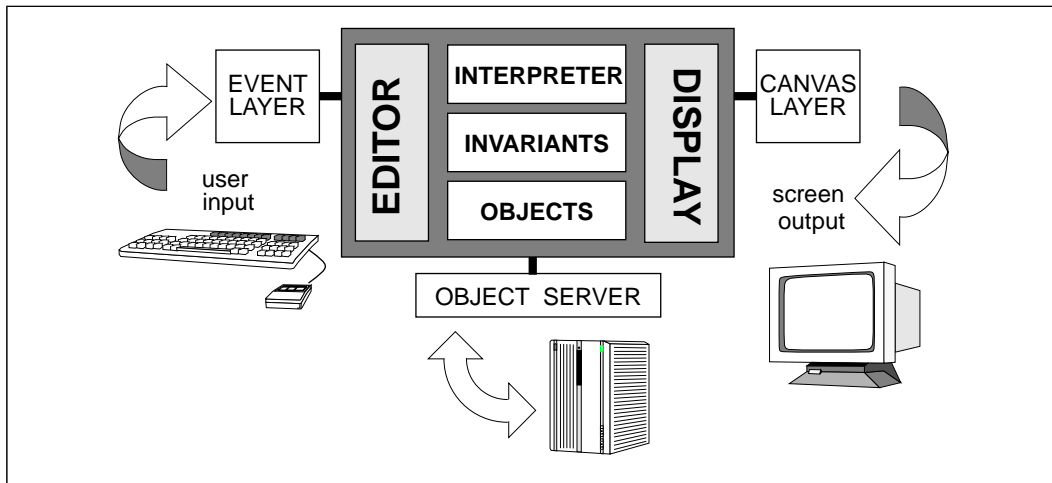 EVENT
LAYER
user
input
EDITOR
INTERPRETER
INVARIANTS
OBJECTS
DISPLAY
CANVAS
LAYER
screen
output
OBJECT SERVER